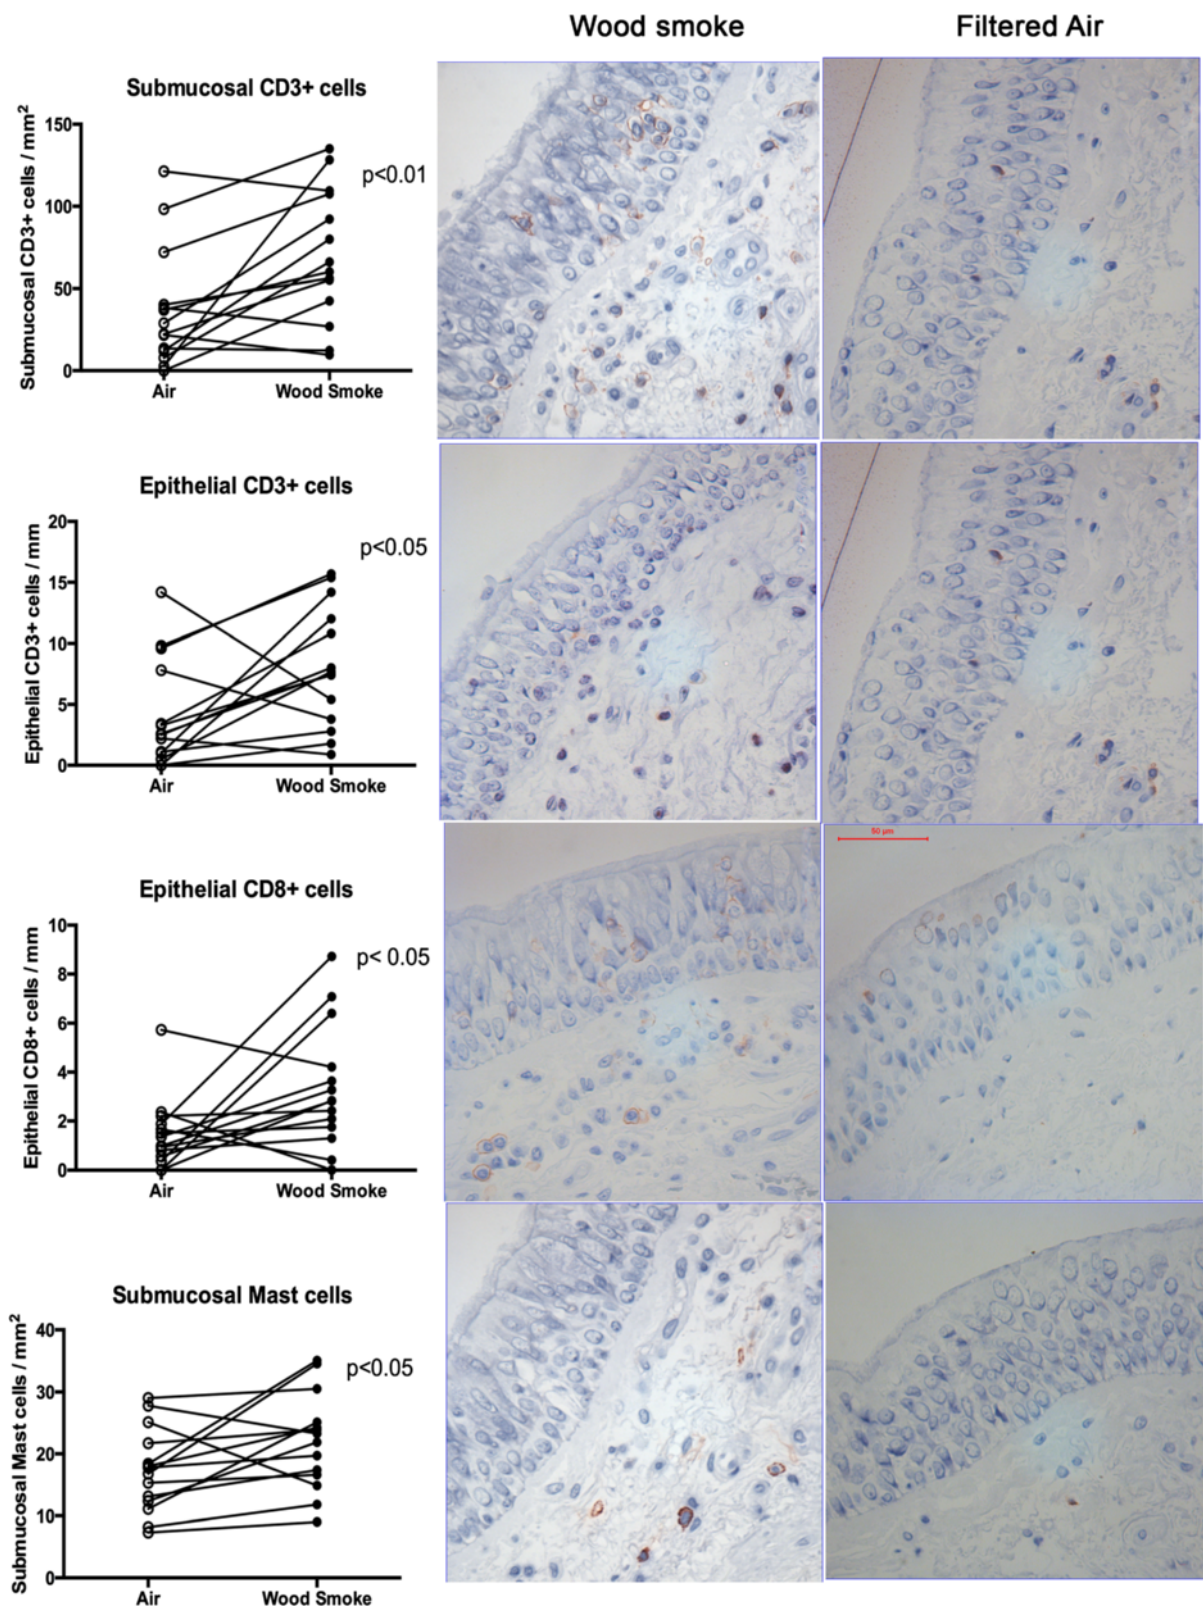 Wood smoke
Filtered Air
Submucosal CD3+ cells
Submucosal CD3+ cells / mm²
150
100
50
0
p<0.01
Air
Wood Smoke
Epithelial CD3+ cells
Epithelial CD3+ cells / mm
20
15
10
5
0
p<0.05
Air
Wood Smoke
Epithelial CD8+ cells
Epithelial CD8+ cells / mm
10
8
6
4
2
0
p< 0.05
Air
Wood Smoke
50 µm
Submucosal Mast cells
Submucosal Mast cells / mm²
40
30
20
10
0
p<0.05
Air
Wood Smoke